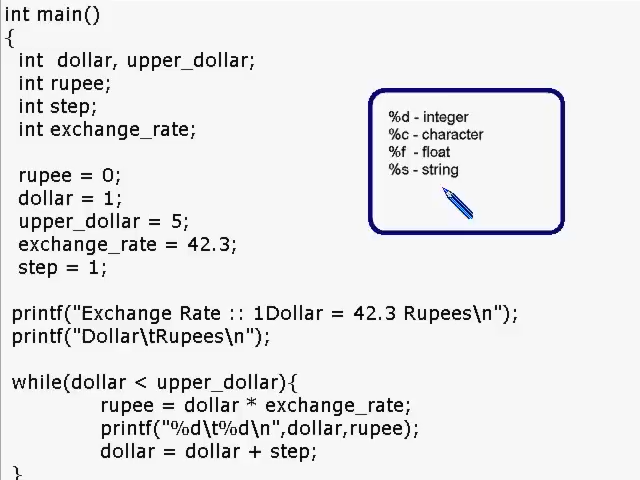 int main()
{
int  dollar, upper_dollar;
int rupee;
int step;
int exchange_rate;
rupee = 0;
dollar = 1;
upper_dollar = 5;
exchange_rate = 42.3;
step = 1;
printf("Exchange Rate :: 1Dollar = 42.3 Rupees\n");
printf("Dollar\tRupees\n");
while(dollar < upper_dollar){
rupee = dollar * exchange_rate;
printf("%d\t%d\n",dollar,rupee);
dollar = dollar + step;
}
%d - integer
%c - character
%f - float
%s - string